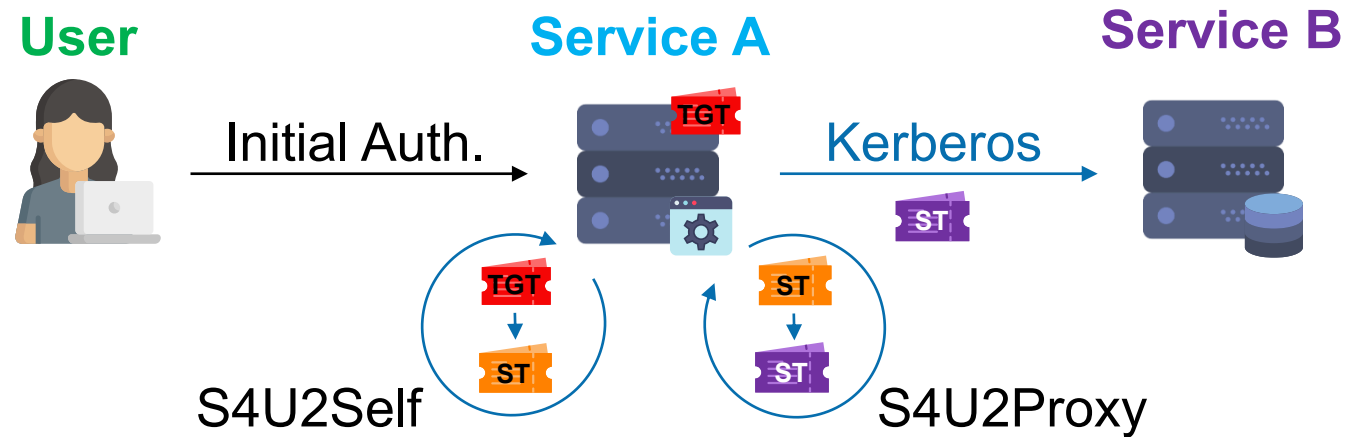 User
Service A
Service B
Initial Auth.
TGT
Kerberos
ST
TGT
ST
ST
ST
S4U2Self
S4U2Proxy